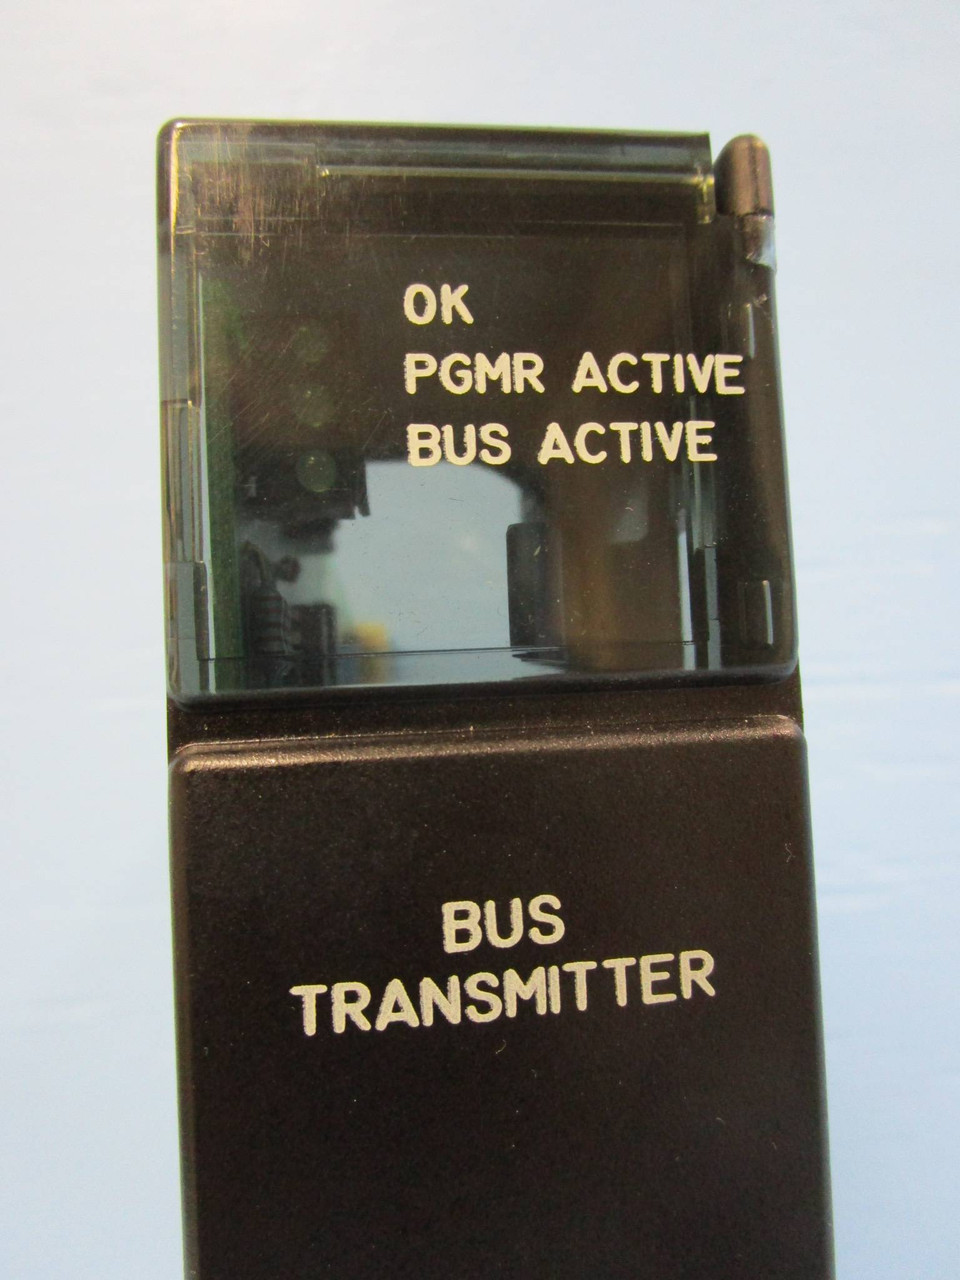 OK
PGMR ACTIVE
BUS ACTIVE
BUS
TRANSMITTER